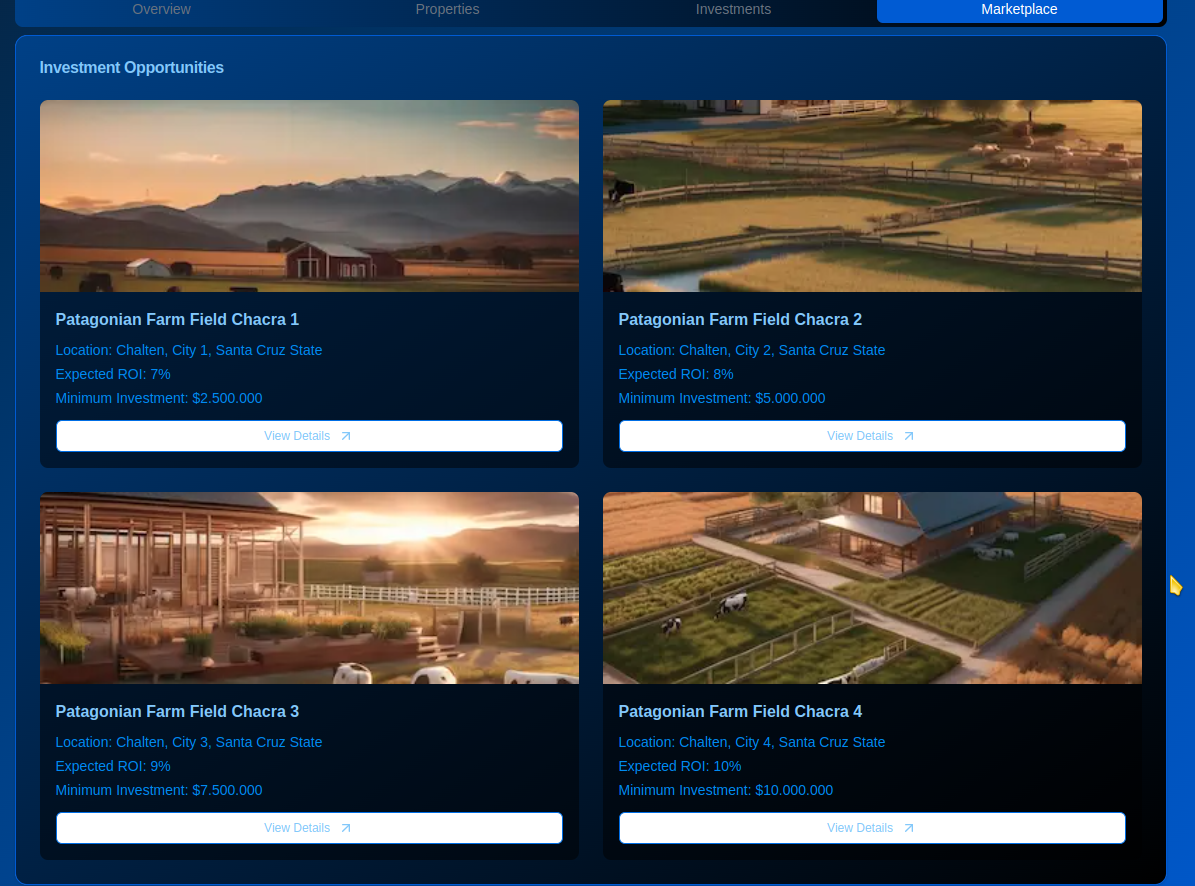 Overview
Properties
Investments
Marketplace
Investment Opportunities
Patagonian Farm Field Chacra 1
Location: Chalten, City 1, Santa Cruz State
Expected ROI: 7%
Minimum Investment: $2.500.000
View Details
Patagonian Farm Field Chacra 2
Location: Chalten, City 2, Santa Cruz State
Expected ROI: 8%
Minimum Investment: $5.000.000
View Details
Patagonian Farm Field Chacra 3
Location: Chalten, City 3, Santa Cruz State
Expected ROI: 9%
Minimum Investment: $7.500.000
View Details
Patagonian Farm Field Chacra 4
Location: Chalten, City 4, Santa Cruz State
Expected ROI: 10%
Minimum Investment: $10.000.000
View Details